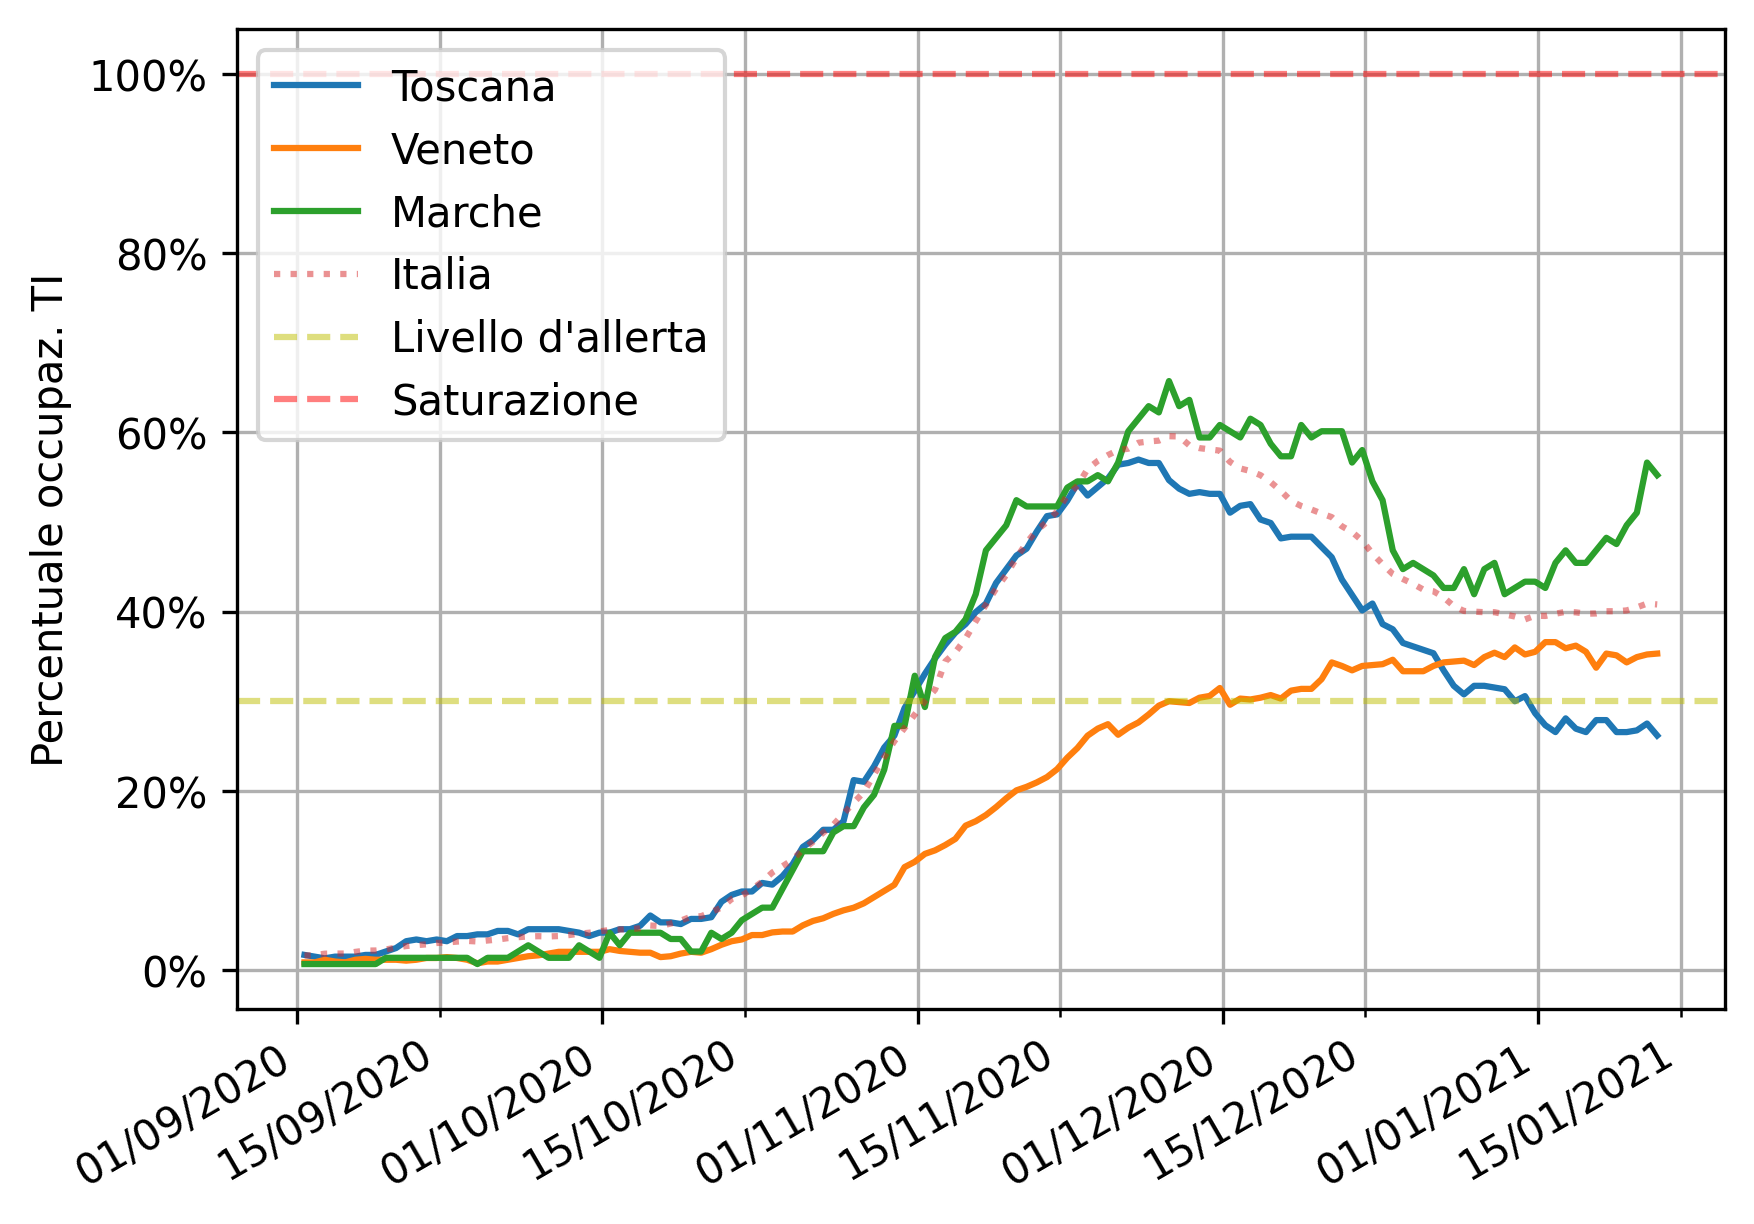 100%
80%
60%
40%
20%
0%
Percentuale occupaz. TI
Toscana
Veneto
Marche
Italia
Livello d'allerta
Saturazione
01/09/2020
15/09/2020
01/10/2020
15/10/2020
01/11/2020
15/11/2020
01/12/2020
15/12/2020
01/01/2021
15/01/2021